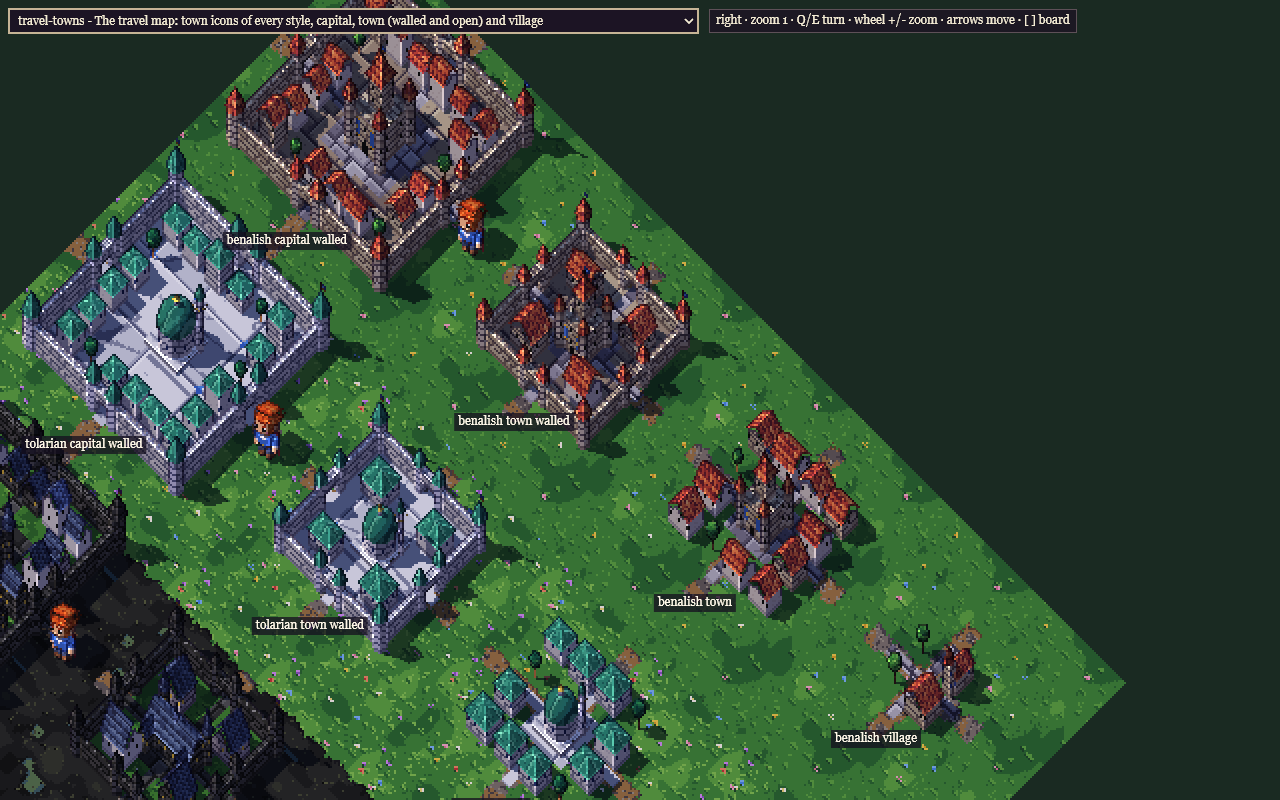 travel-towns - The travel map: town icons of every style, capital, town (walled and open) and village
right · zoom 1 · Q/E turn · wheel +/- zoom · arrows move · [ ] board
benalish capital walled
benalish town walled
tolarian capital walled
benalish town
tolarian town walled
benalish village